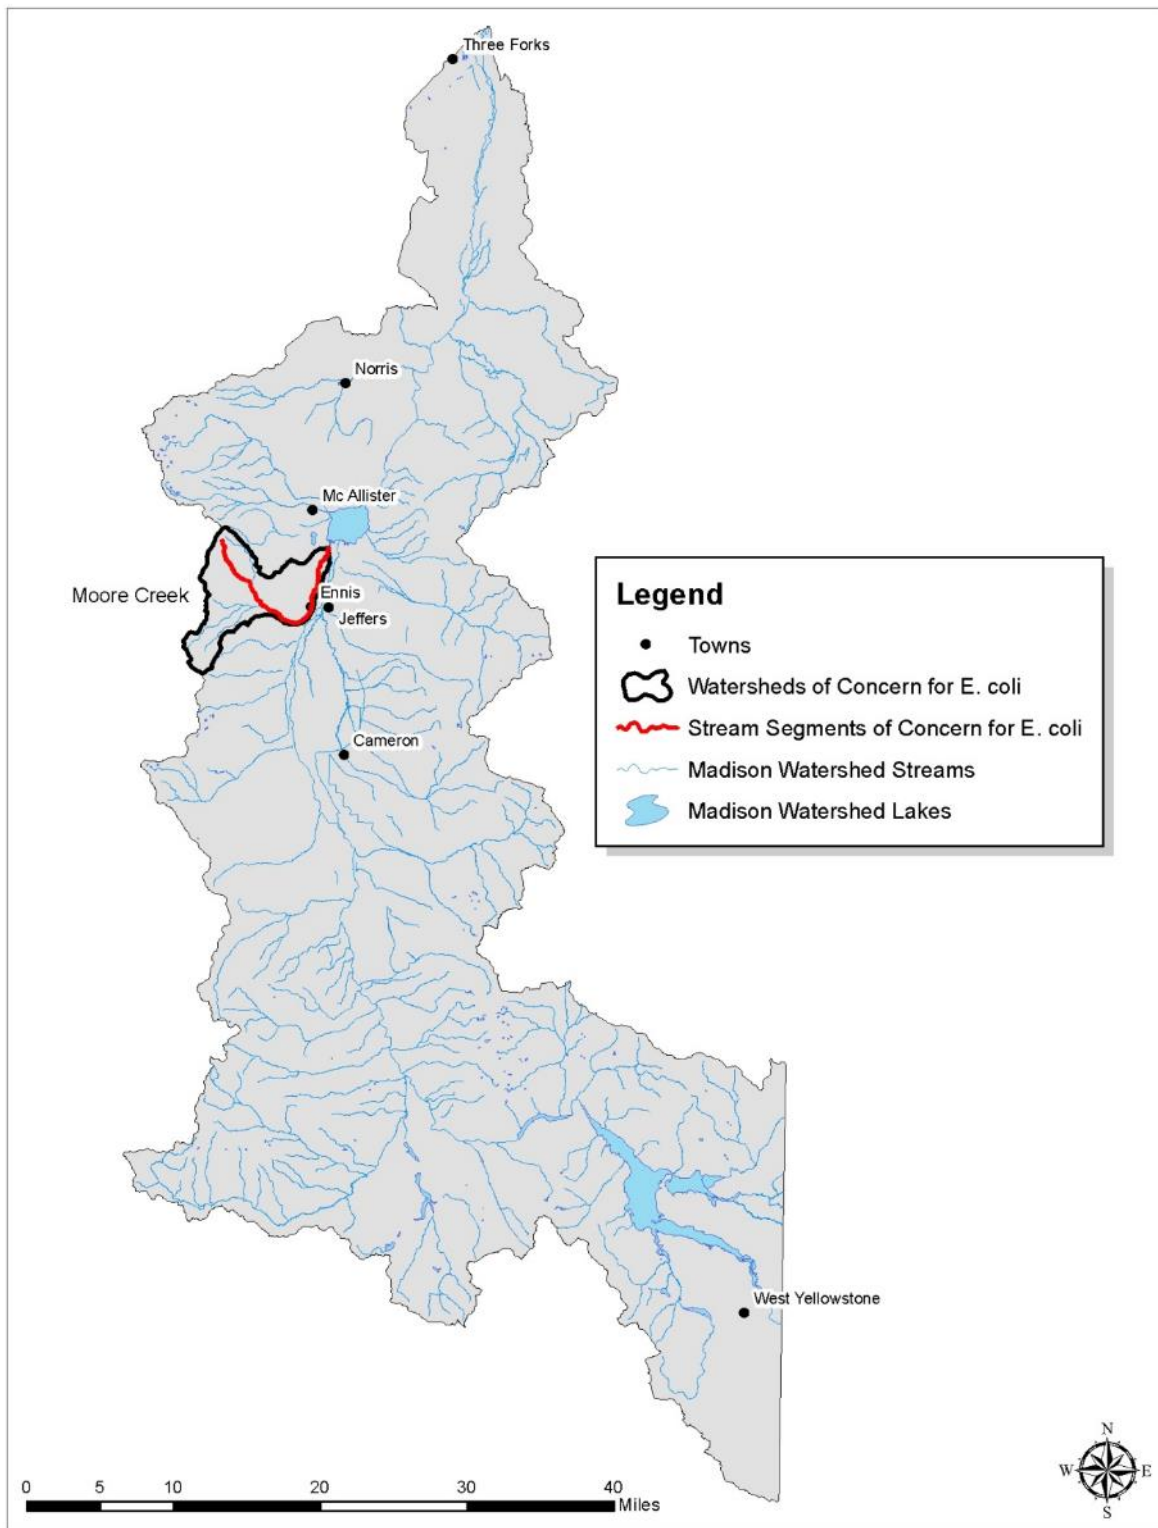 Three Forks
Norris
Mc Allister
Moore Creek
Ennis
Jeffers
Legend
Towns
Watersheds of Concern for E. coli
Stream Segments of Concern for E. coli
Madison Watershed Streams
Madison Watershed Lakes
Cameron
West Yellowstone
N
W E
S
0 5 10 20 30 40
Miles